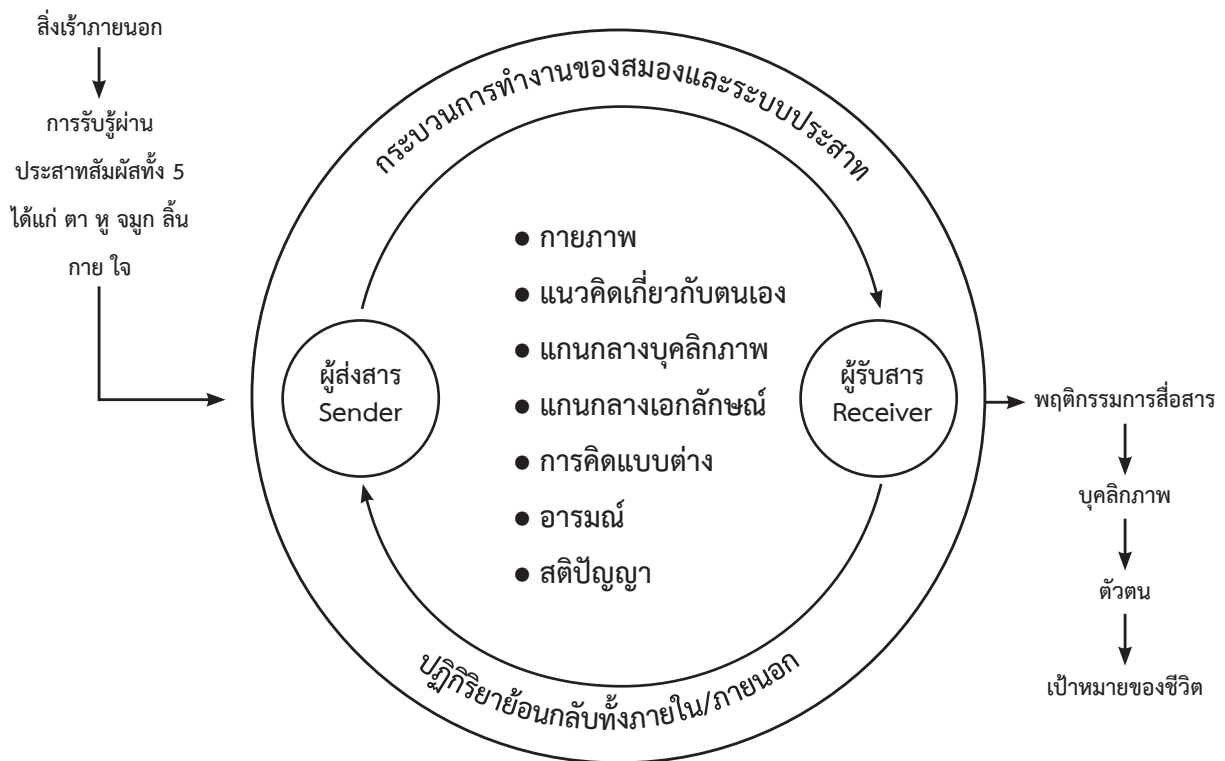 สิ่งเร้าภายนอก
การรับรู้ผ่าน
ประสาทสัมผัสทั้ง 5
ได้แก่ ตา หู จมูก ลิ้น
กาย ใจ
กระบวนการทำงานของสมองและระบบประสาท
● กายภาพ
● แนวคิดเกี่ยวกับตนเอง
● แกนกลางบุคลิกภาพ
● แกนกลางเอกลักษณ์
● การคิดแบบต่าง
● อารมณ์
● สติปัญญา
ผู้ส่งสาร
Sender
ผู้รับสาร
Receiver
ปฏิกิริยาย้อนกลับทั้งภายใน/ภายนอก
พฤติกรรมการสื่อสาร
บุคลิกภาพ
ตัวตน
เป้าหมายของชีวิต